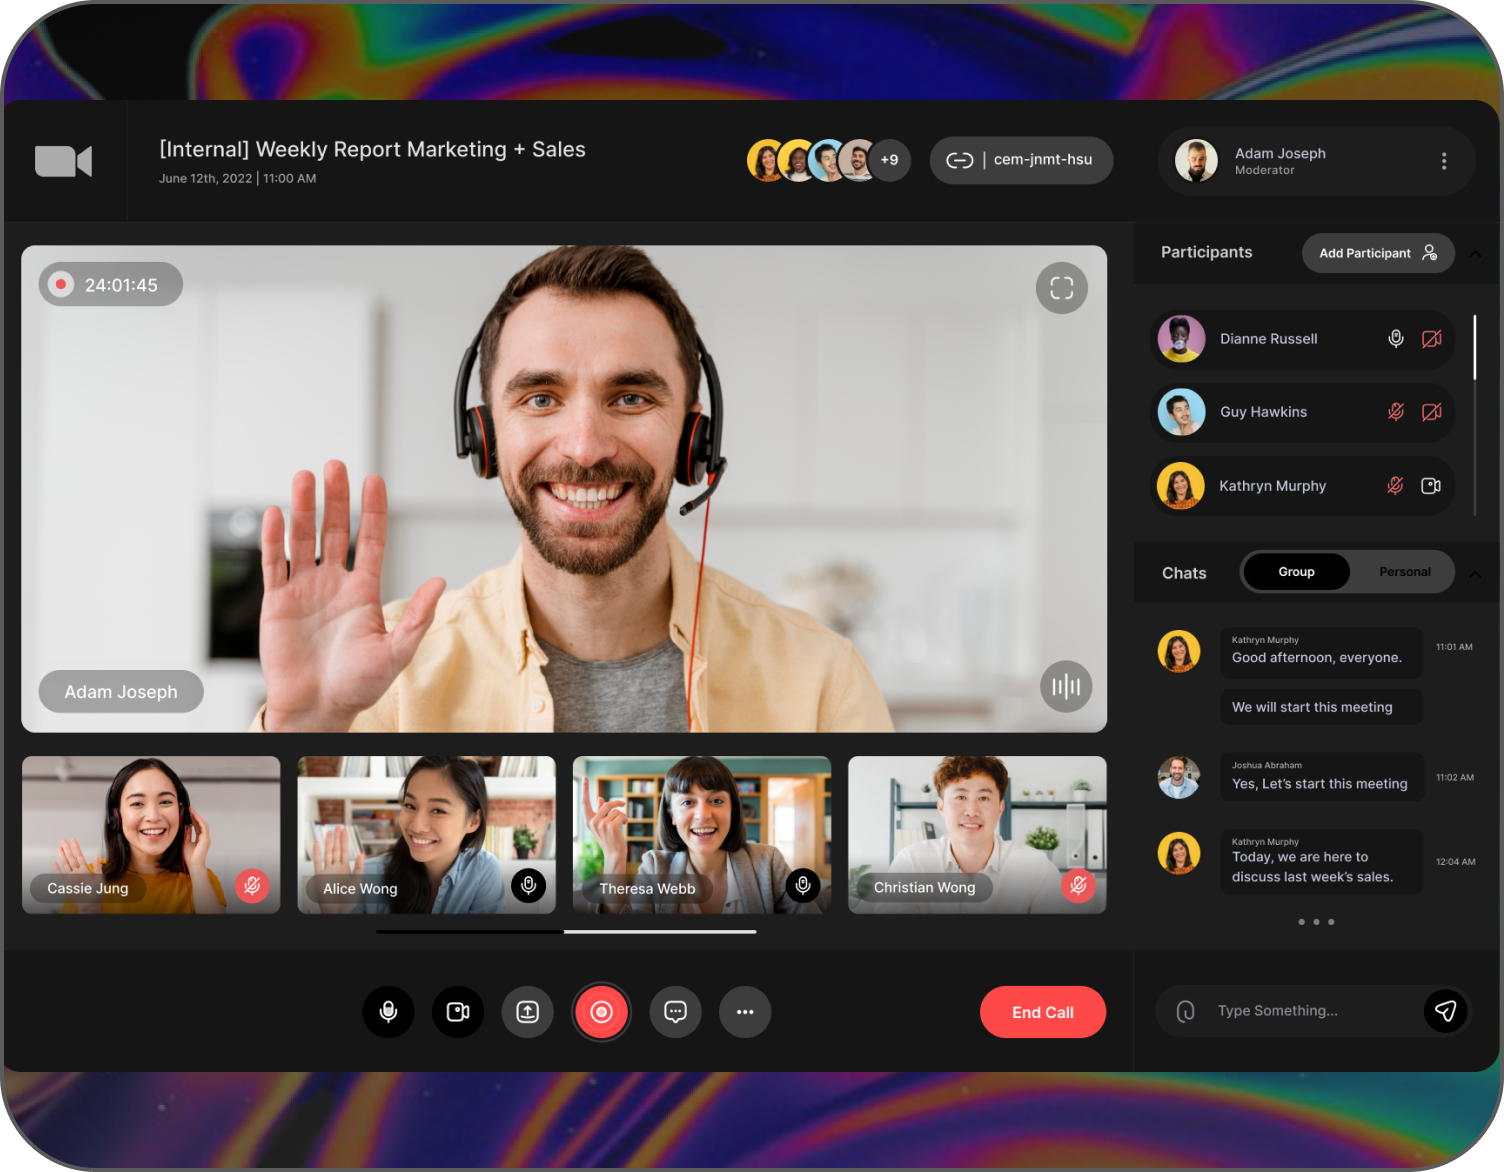 [Internal] Weekly Report Marketing + Sales
June 12th, 2022 | 11:00 AM
+9
| cem-jnmt-hsu
Adam Joseph
Moderator
24:01:45
Adam Joseph
Cassie Jung
Alice Wong
Theresa Webb
Christian Wong
End Call
Participants
Add Participant
Dianne Russell
Guy Hawkins
Kathryn Murphy
Chats
Group
Personal
Kathryn Murphy
Good afternoon, everyone.
11:01 AM
We will start this meeting
Joshua Abraham
Yes, Let's start this meeting
11:02 AM
Kathryn Murphy
Today, we are here to
discuss last week's sales.
12:04 AM
Type Something...